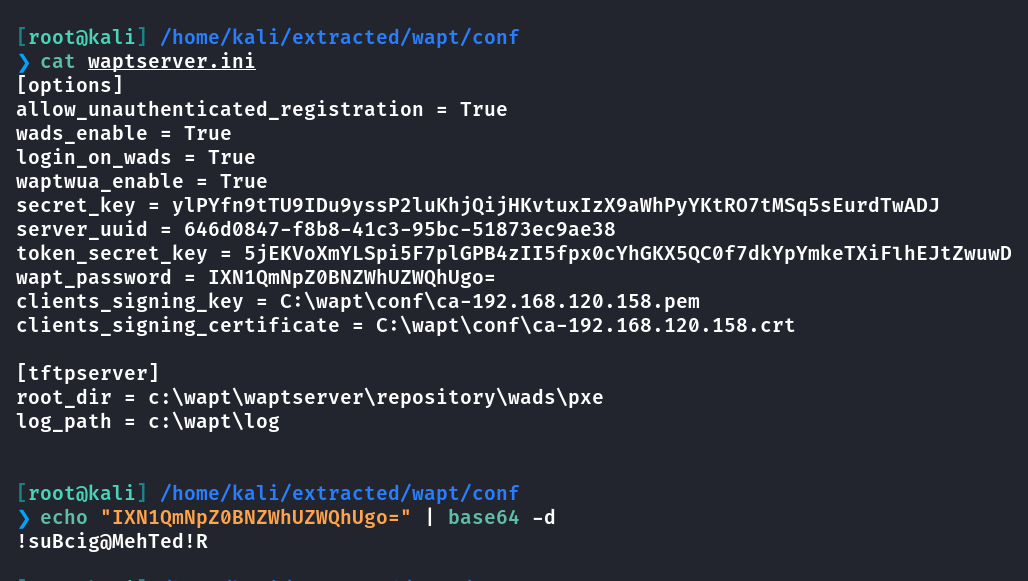 [root@kali] /home/kali/extracted/wapt/conf
❯ cat waptserver.ini
[options]
allow_unauthenticated_registration = True
wads_enable = True
login_on_wads = True
waptwua_enable = True
secret_key = ylPYfn9tTU9IDu9yssP2luKhjQijHKvtuxIzX9aWhPyYKtRO7tMSq5sEurdTwADJ
server_uuid = 646d0847-f8b8-41c3-95bc-51873ec9ae38
token_secret_key = 5jEKVoXmYLSpi5F7plGPB4zII5fpx0cYhGKX5QC0f7dkYpYmkeTXiFlhEJtZwuwD
wapt_password = IXN1QmNpZ0BNZWhUZWQhUgo=
clients_signing_key = C:\wapt\conf\ca-192.168.120.158.pem
clients_signing_certificate = C:\wapt\conf\ca-192.168.120.158.crt
[tftpserver]
root_dir = c:\wapt\waptserver\repository\wads\pxe
log_path = c:\wapt\log
[root@kali] /home/kali/extracted/wapt/conf
❯ echo "IXN1QmNpZ0BNZWhUZWQhUgo=" | base64 -d
!suBcig@MehTed!R